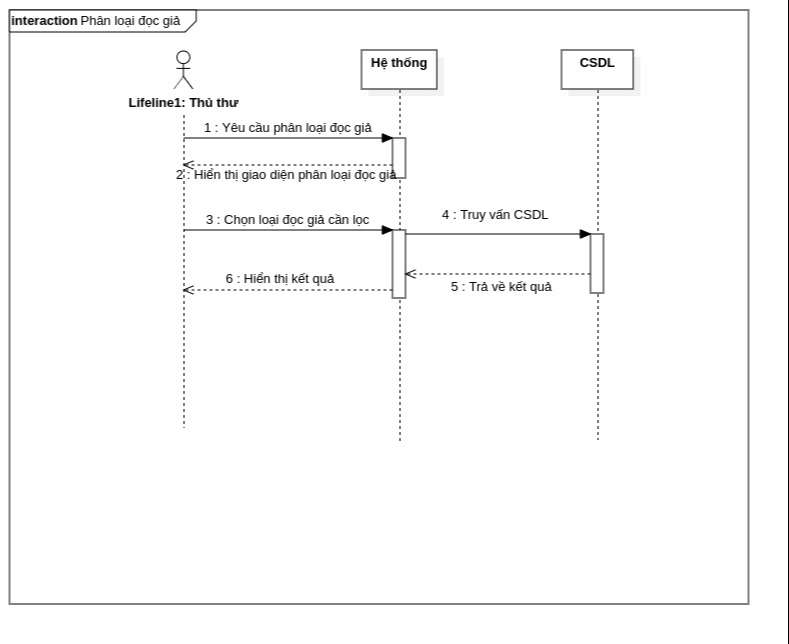 interaction Phân loại đọc giả
Hệ thống
CSDL
Lifeline1: Thủ thư
1 : Yêu cầu phân loại đọc giả
2 : Hiển thị giao diện phân loại đọc giả
3 : Chọn loại đọc giả cần lọc
4 : Truy vấn CSDL
6 : Hiển thị kết quả
5 : Trả về kết quả